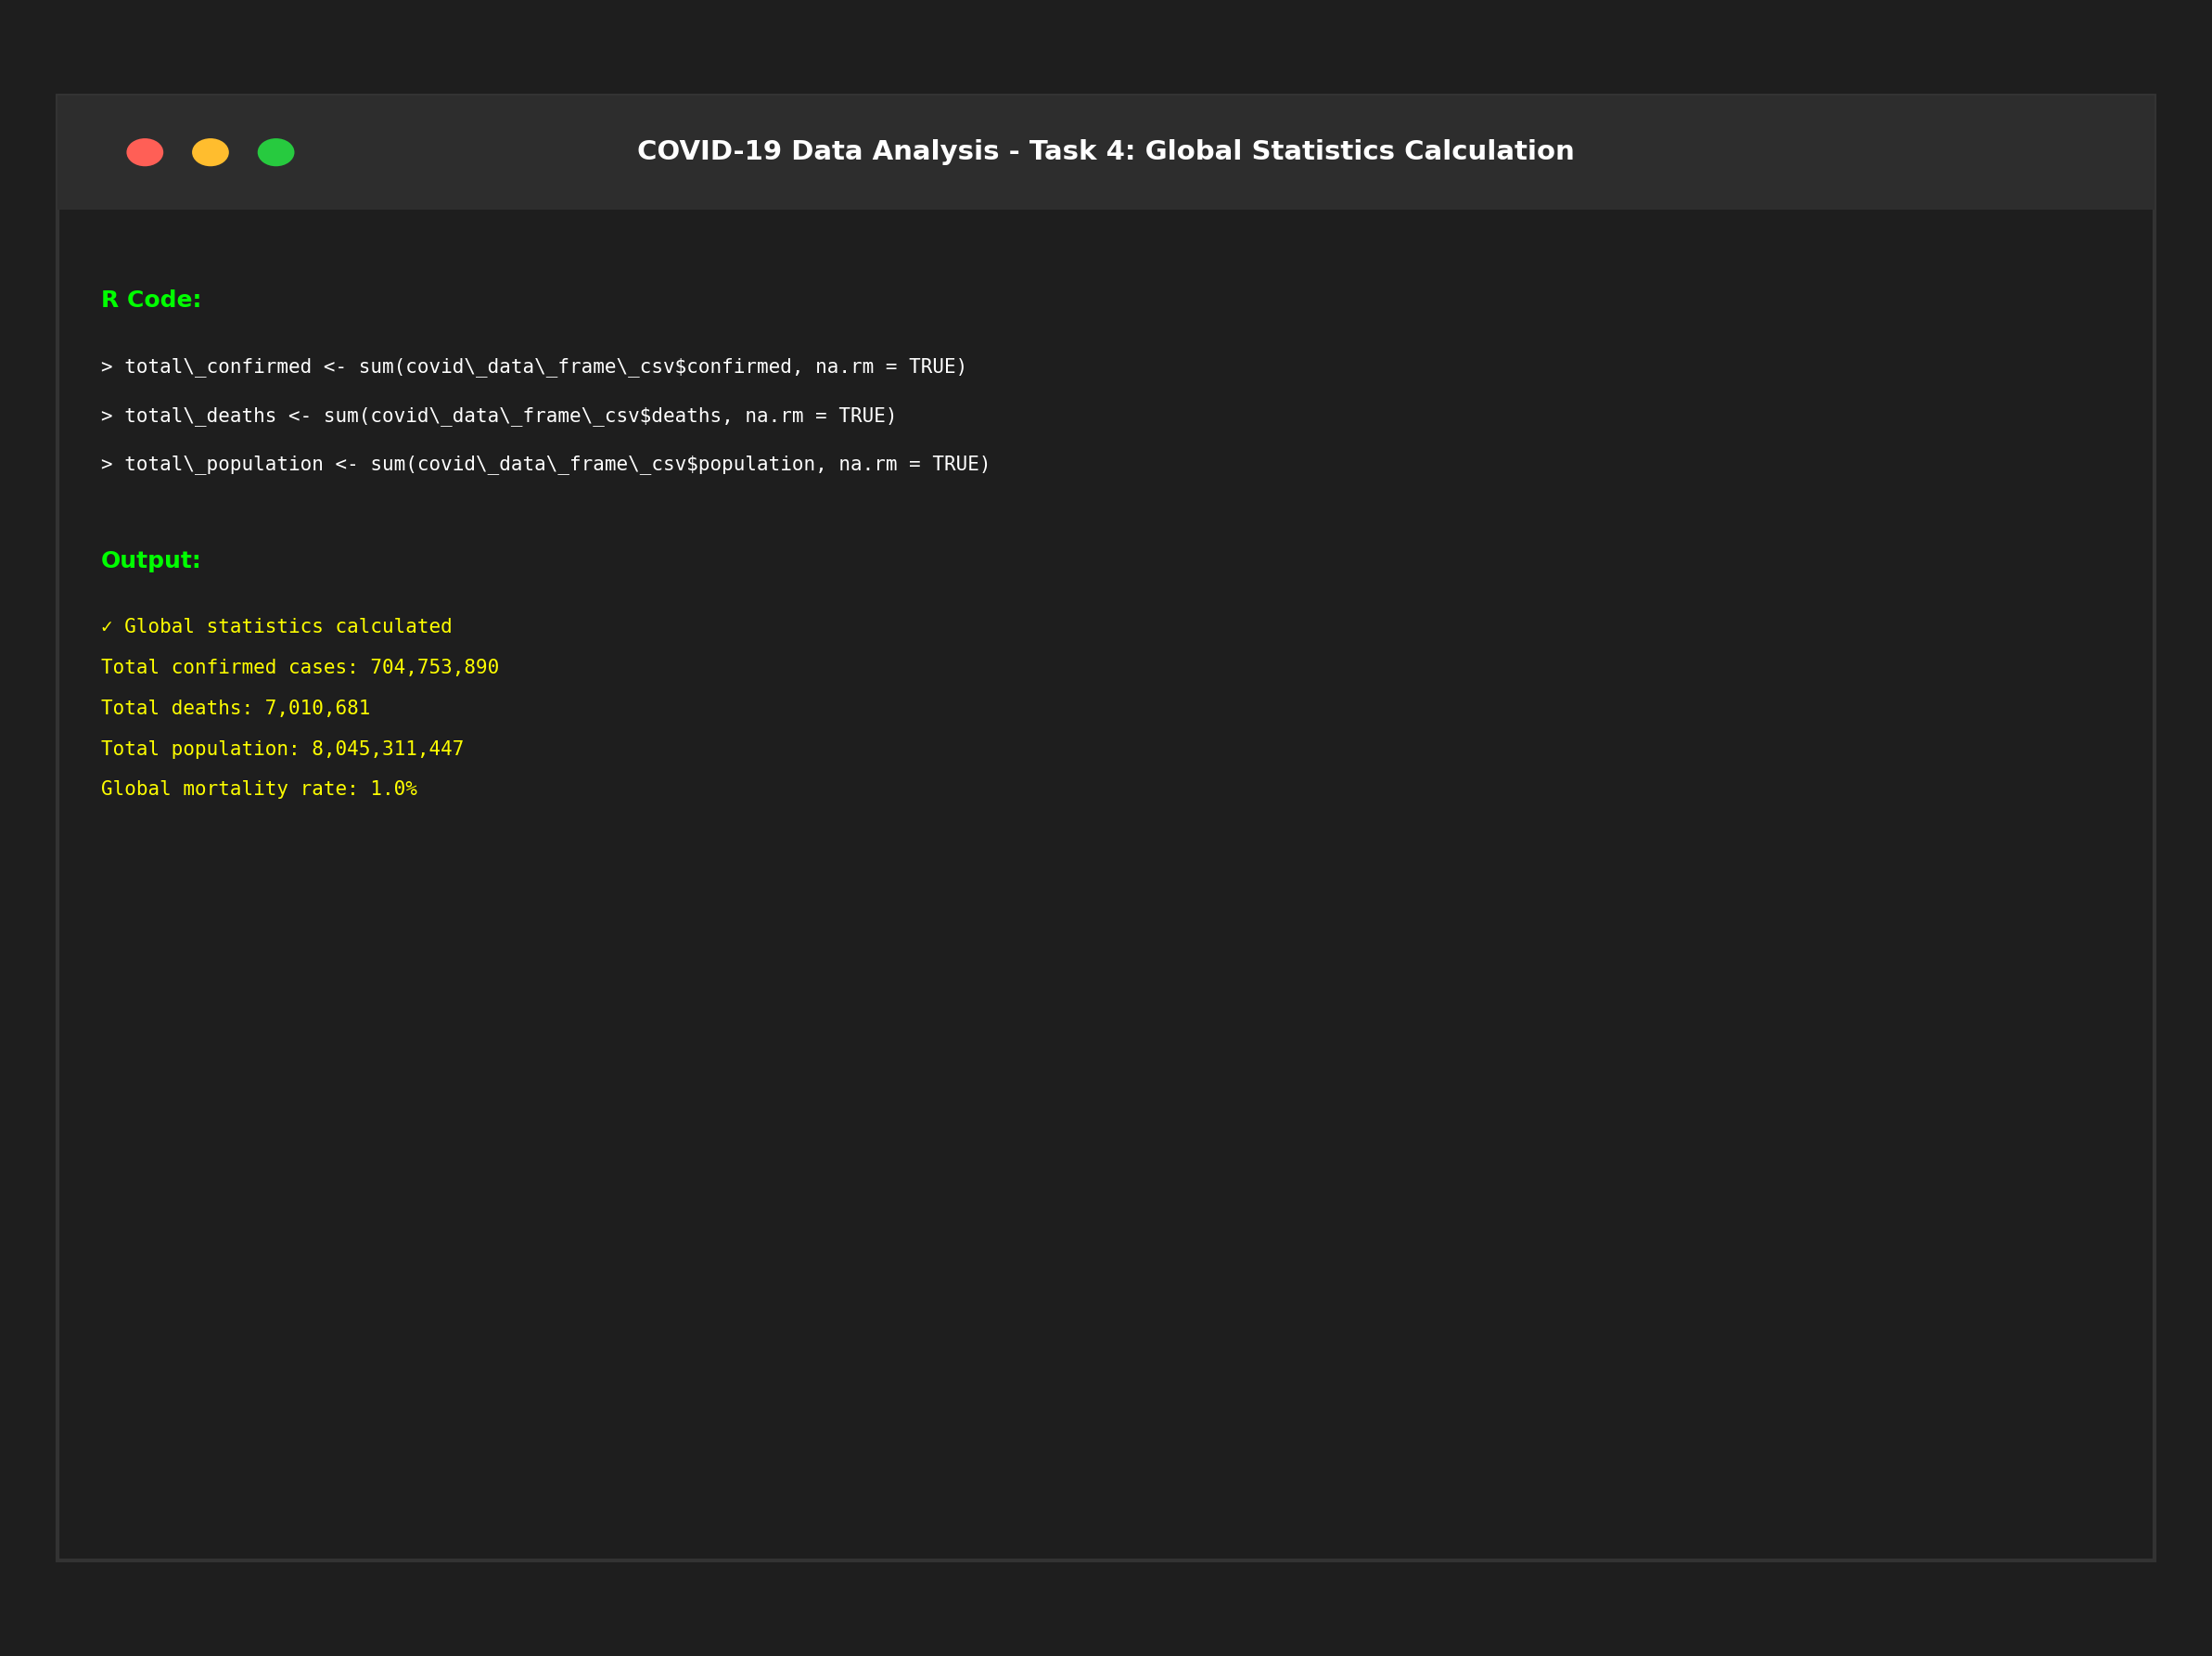 COVID-19 Data Analysis - Task 4: Global Statistics Calculation
R Code:
> total\_confirmed <- sum(covid\_data\_frame\_csv$confirmed, na.rm = TRUE)
> total\_deaths <- sum(covid\_data\_frame\_csv$deaths, na.rm = TRUE)
> total\_population <- sum(covid\_data\_frame\_csv$population, na.rm = TRUE)
Output:
✓ Global statistics calculated
Total confirmed cases: 704,753,890
Total deaths: 7,010,681
Total population: 8,045,311,447
Global mortality rate: 1.0%